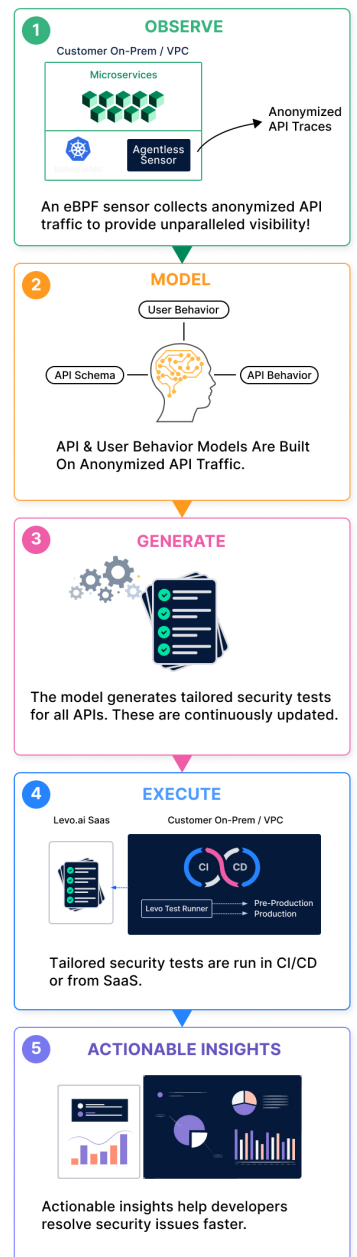 1
OBSERVE
Customer On-Prem / VPC
Microservices
Agentless
Sensor
Anonymized
API Traces
An eBPF sensor collects anonymized API
traffic to provide unparalleled visibility!
2
MODEL
User Behavior
API Schema
API Behavior
API & User Behavior Models Are Built
On Anonymized API Traffic.
3
GENERATE
The model generates tailored security tests
for all APIs. These are continuously updated.
4
EXECUTE
Levo.ai Saas
Customer On-Prem / VPC
CI
CD
Levo Test Runner
Pre-Production
Production
Tailored security tests are run in CI/CD
or from SaaS.
5
ACTIONABLE INSIGHTS
Actionable insights help developers
resolve security issues faster.